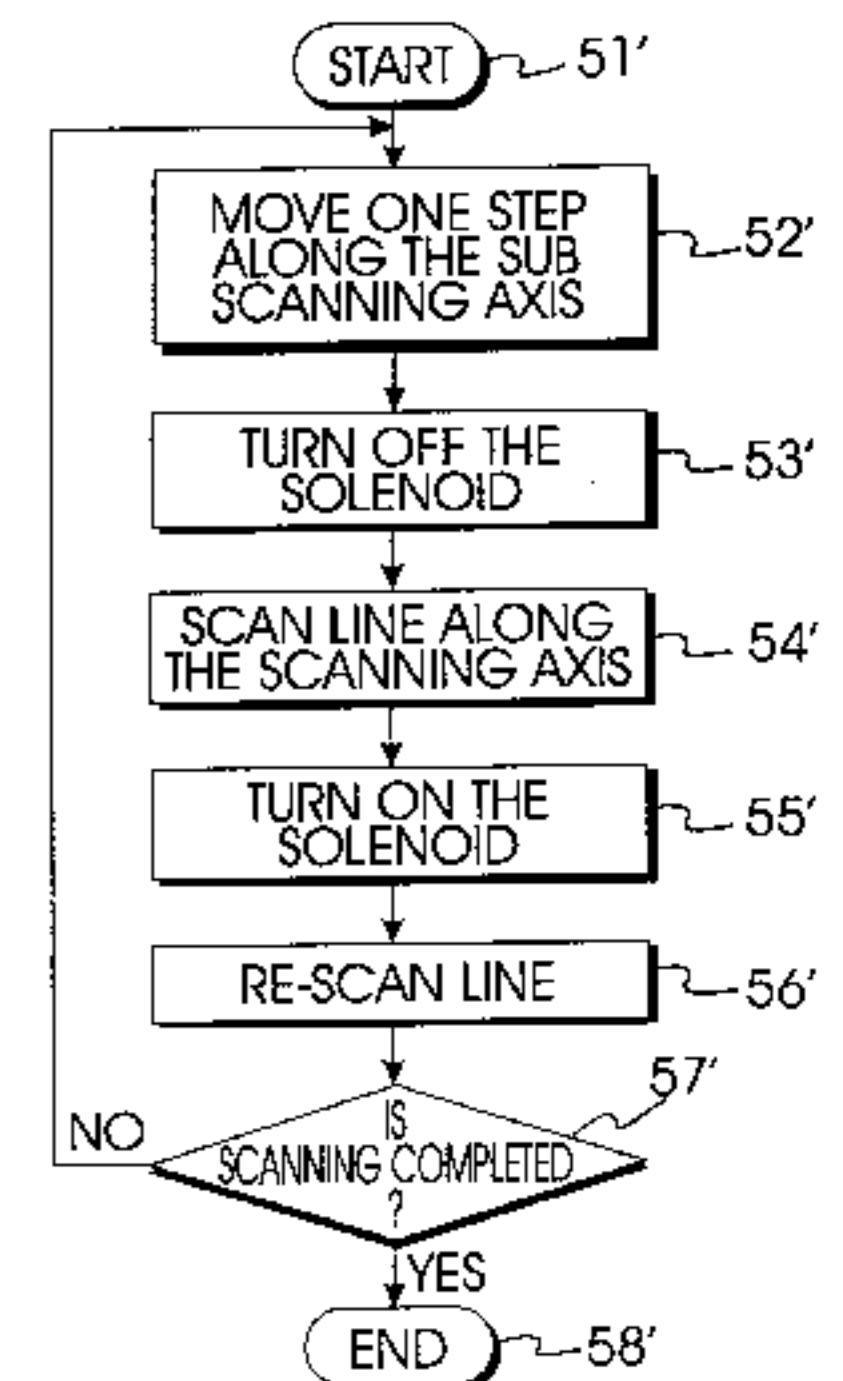 START
51'
MOVE ONE STEP
ALONG THE SUB
SCANNING AXIS
52'
TURN OFF THE
SOLENOID
53'
SCAN LINE ALONG
THE SCANNING AXIS
54'
TURN ON THE
SOLENOID
55'
RE-SCAN LINE
56'
57'
NO
IS
SCANNING COMPLETED
?
YES
END
58'